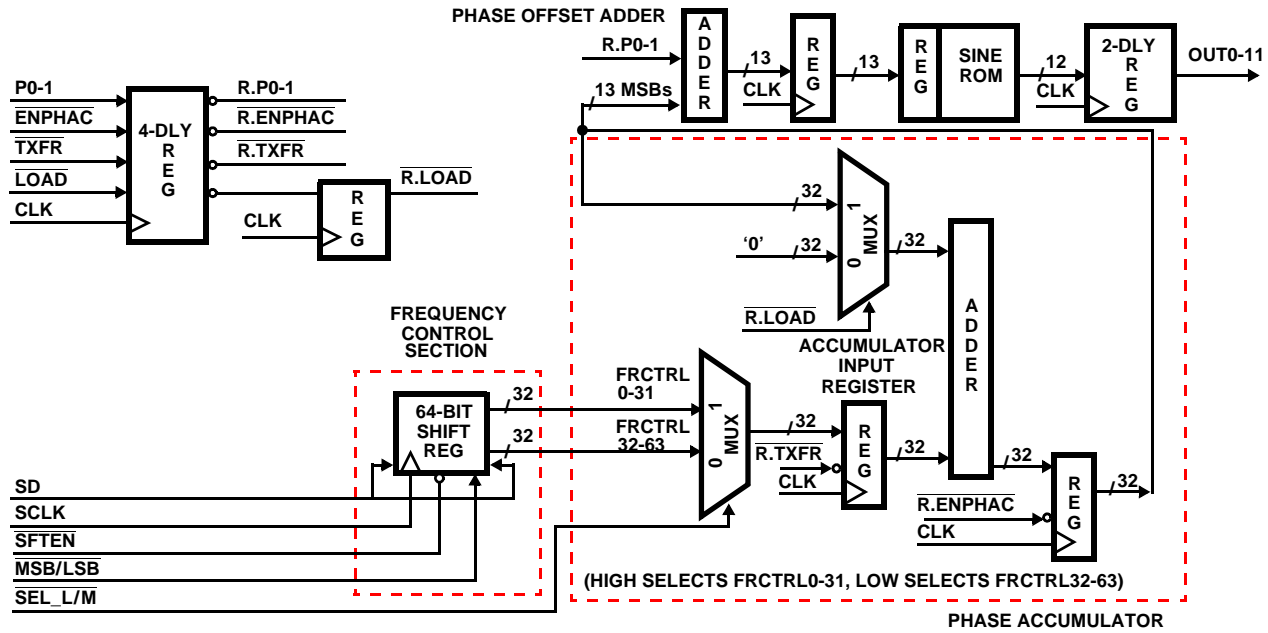 PHASE OFFSET ADDER
R.P0-1
13 MSBs
ADDER
13
CLK
REG
13
REG
SINE
ROM
12
CLK
2-DLY
REG
OUT0-11
P0-1
ENPHAC
TXFR
LOAD
CLK
4-DLY
REG
R.P0-1
R.ENPHAC
R.TXFR
CLK
REG
R.LOAD
32
'0'
32
0 MUX 1
32
R.LOAD
ADDER
FREQUENCY
CONTROL
SECTION
64-BIT
SHIFT
REG
32
32
FRCTRL
0-31
FRCTRL
32-63
0 MUX 1
ACCUMULATOR
INPUT
REGISTER
32
R.TXFR
CLK
REG
32
32
R.ENPHAC
CLK
REG
32
SD
SCLK
SFTEN
MSB/LSB
SEL_L/M
(HIGH SELECTS FRCTRL0-31, LOW SELECTS FRCTRL32-63)
PHASE ACCUMULATOR